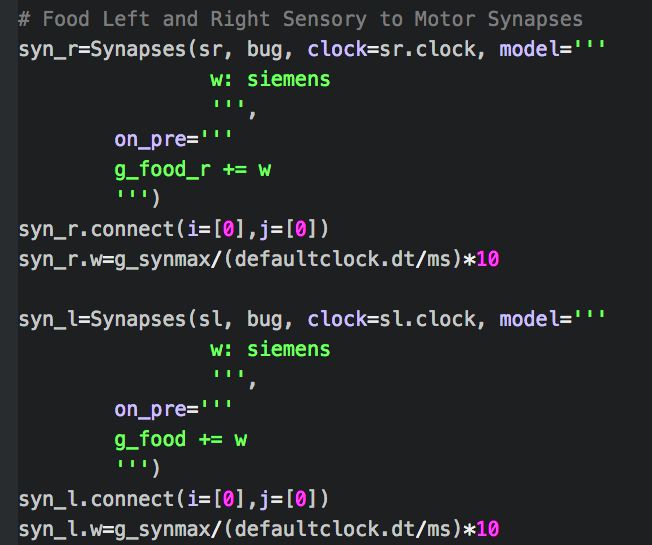 # Food Left and Right Sensory to Motor Synapses
syn_r=Synapses(sr, bug, clock=sr.clock, model='''
                w: siemens
                ''',
        on_pre='''
        g_food_r += w
        ''')
syn_r.connect(i=[0],j=[0])
syn_r.w=g_synmax/(defaultclock.dt/ms)*10

syn_l=Synapses(sl, bug, clock=sl.clock, model='''
                w: siemens
                ''',
        on_pre='''
        g_food += w
        ''')
syn_l.connect(i=[0],j=[0])
syn_l.w=g_synmax/(defaultclock.dt/ms)*10